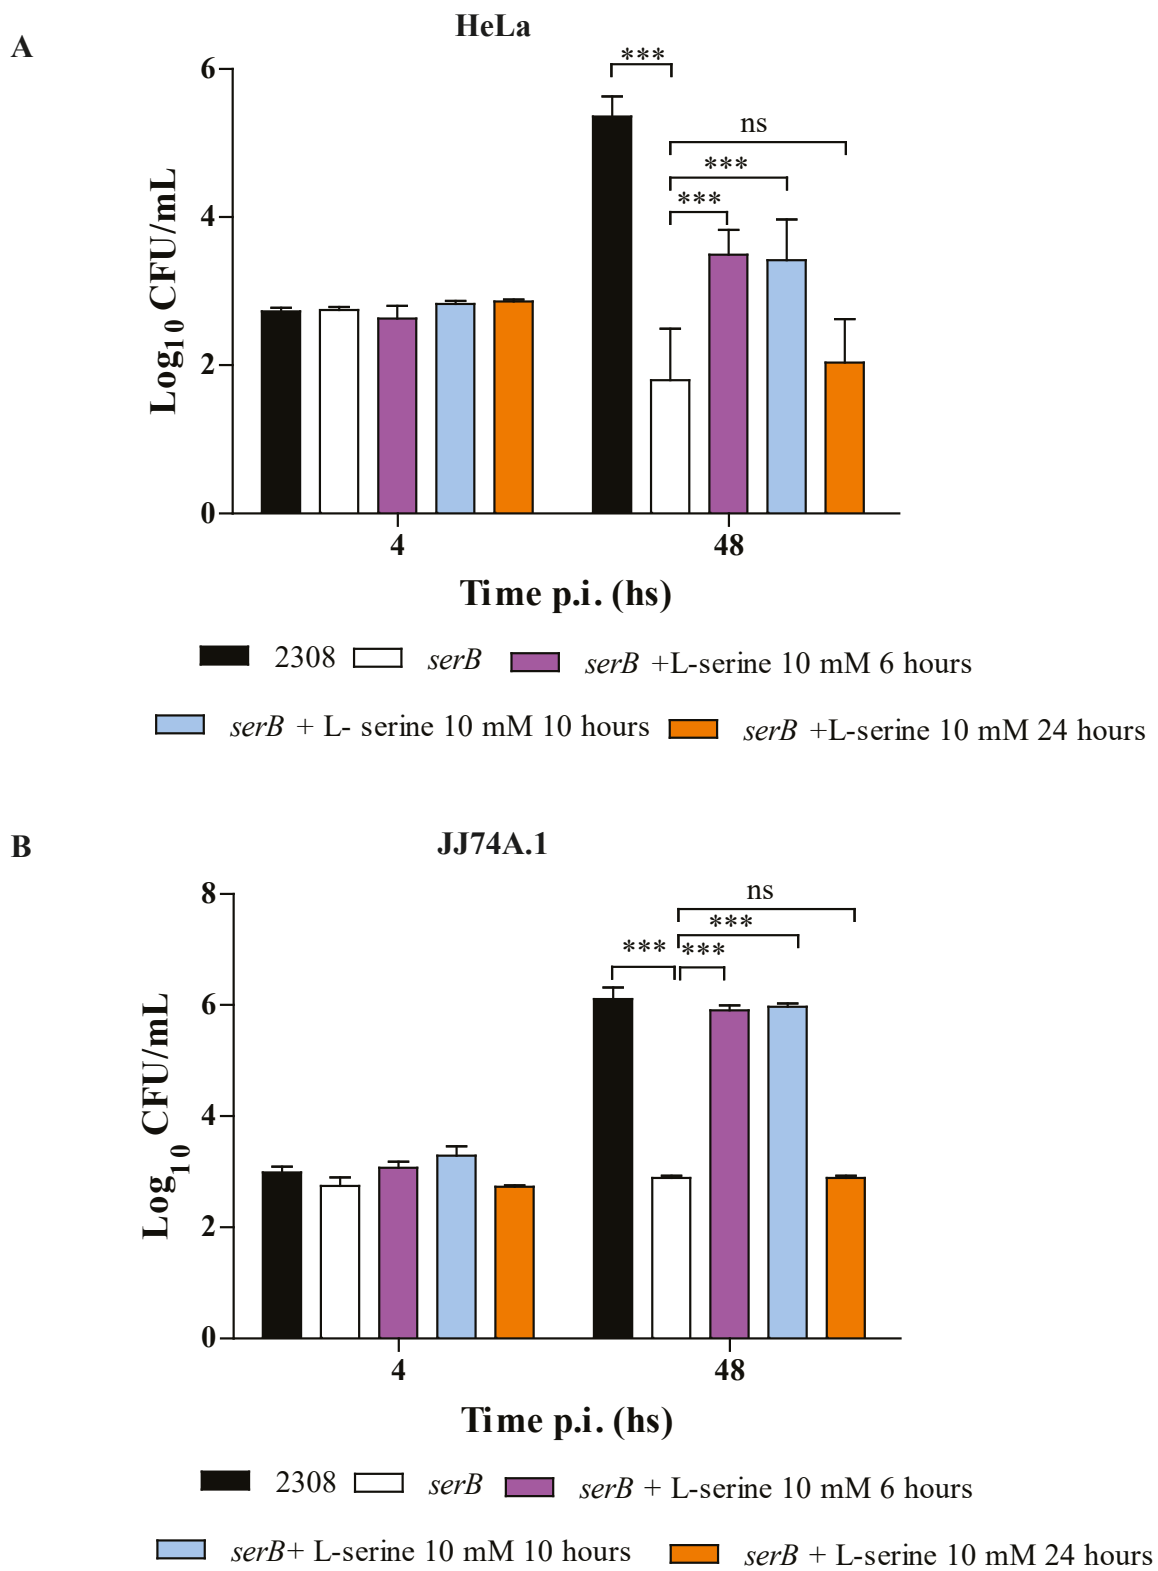 A
HeLa
***
6
ns
***
***
4
Log10 CFU/mL
2
0
4 48
Time p.i. (hs)
2308 serB serB +L-serine 10 mM 6 hours
serB + L- serine 10 mM 10 hours serB +L-serine 10 mM 24 hours
B
JJ74A.1
8
ns
***
*** ***
6
4
Log10 CFU/mL
2
0
4 48
Time p.i. (hs)
2308 serB serB + L-serine 10 mM 6 hours
serB+ L-serine 10 mM 10 hours serB + L-serine 10 mM 24 hours